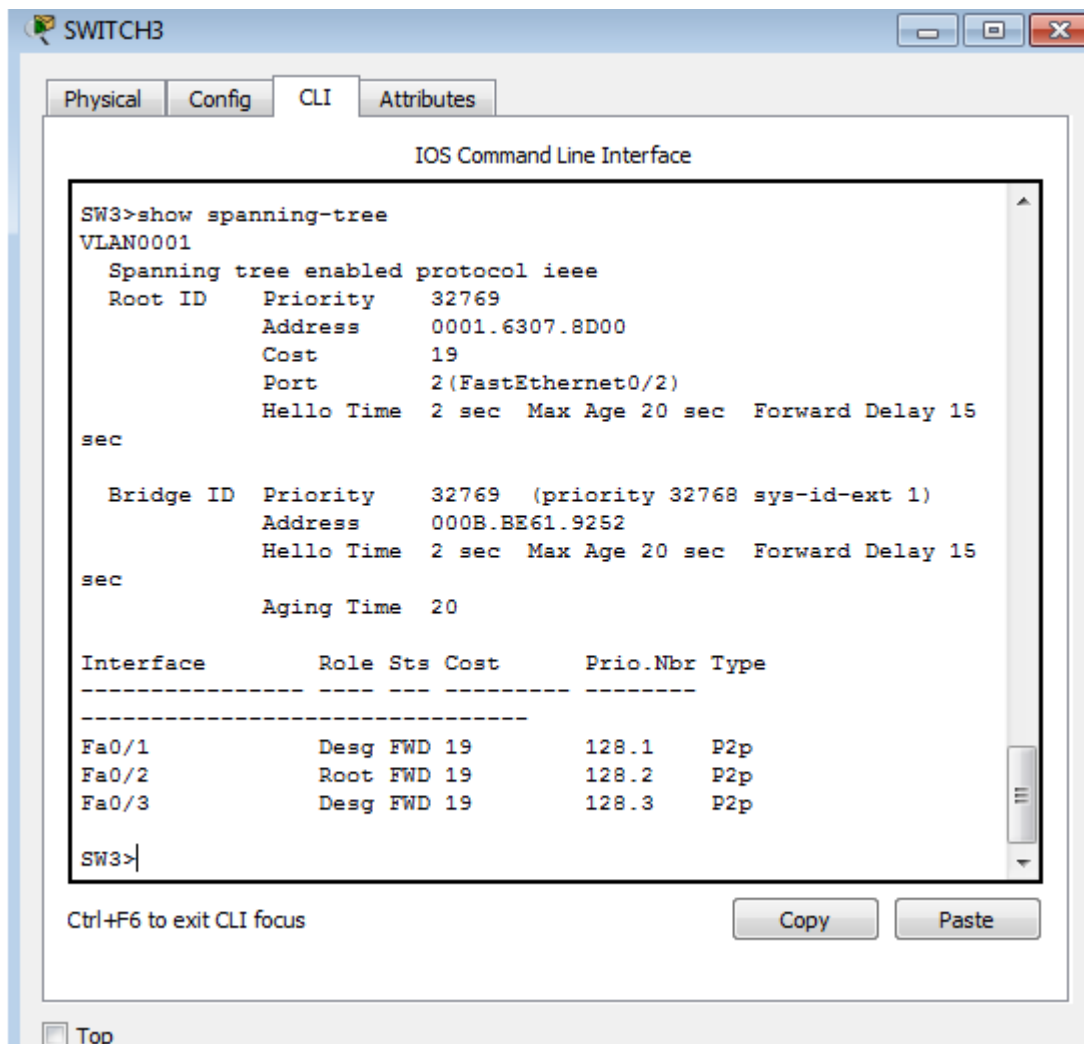 SWITCH3
Physical Config CLI Attributes
IOS Command Line Interface
SW3>show spanning-tree
VLAN0001
  Spanning tree enabled protocol ieee
  Root ID    Priority    32769
             Address     0001.6307.8D00
             Cost        19
             Port        2(FastEthernet0/2)
             Hello Time  2 sec  Max Age 20 sec  Forward Delay 15
sec
  Bridge ID  Priority    32769  (priority 32768 sys-id-ext 1)
             Address     000B.BE61.9252
             Hello Time  2 sec  Max Age 20 sec  Forward Delay 15
sec
             Aging Time  20
Interface        Role Sts Cost      Prio.Nbr Type
---------------- ---- --- --------- --------
--------------------------------
Fa0/1            Desg FWD 19        128.1    P2p
Fa0/2            Root FWD 19        128.2    P2p
Fa0/3            Desg FWD 19        128.3    P2p
SW3>
Ctrl+F6 to exit CLI focus Copy Paste
Top